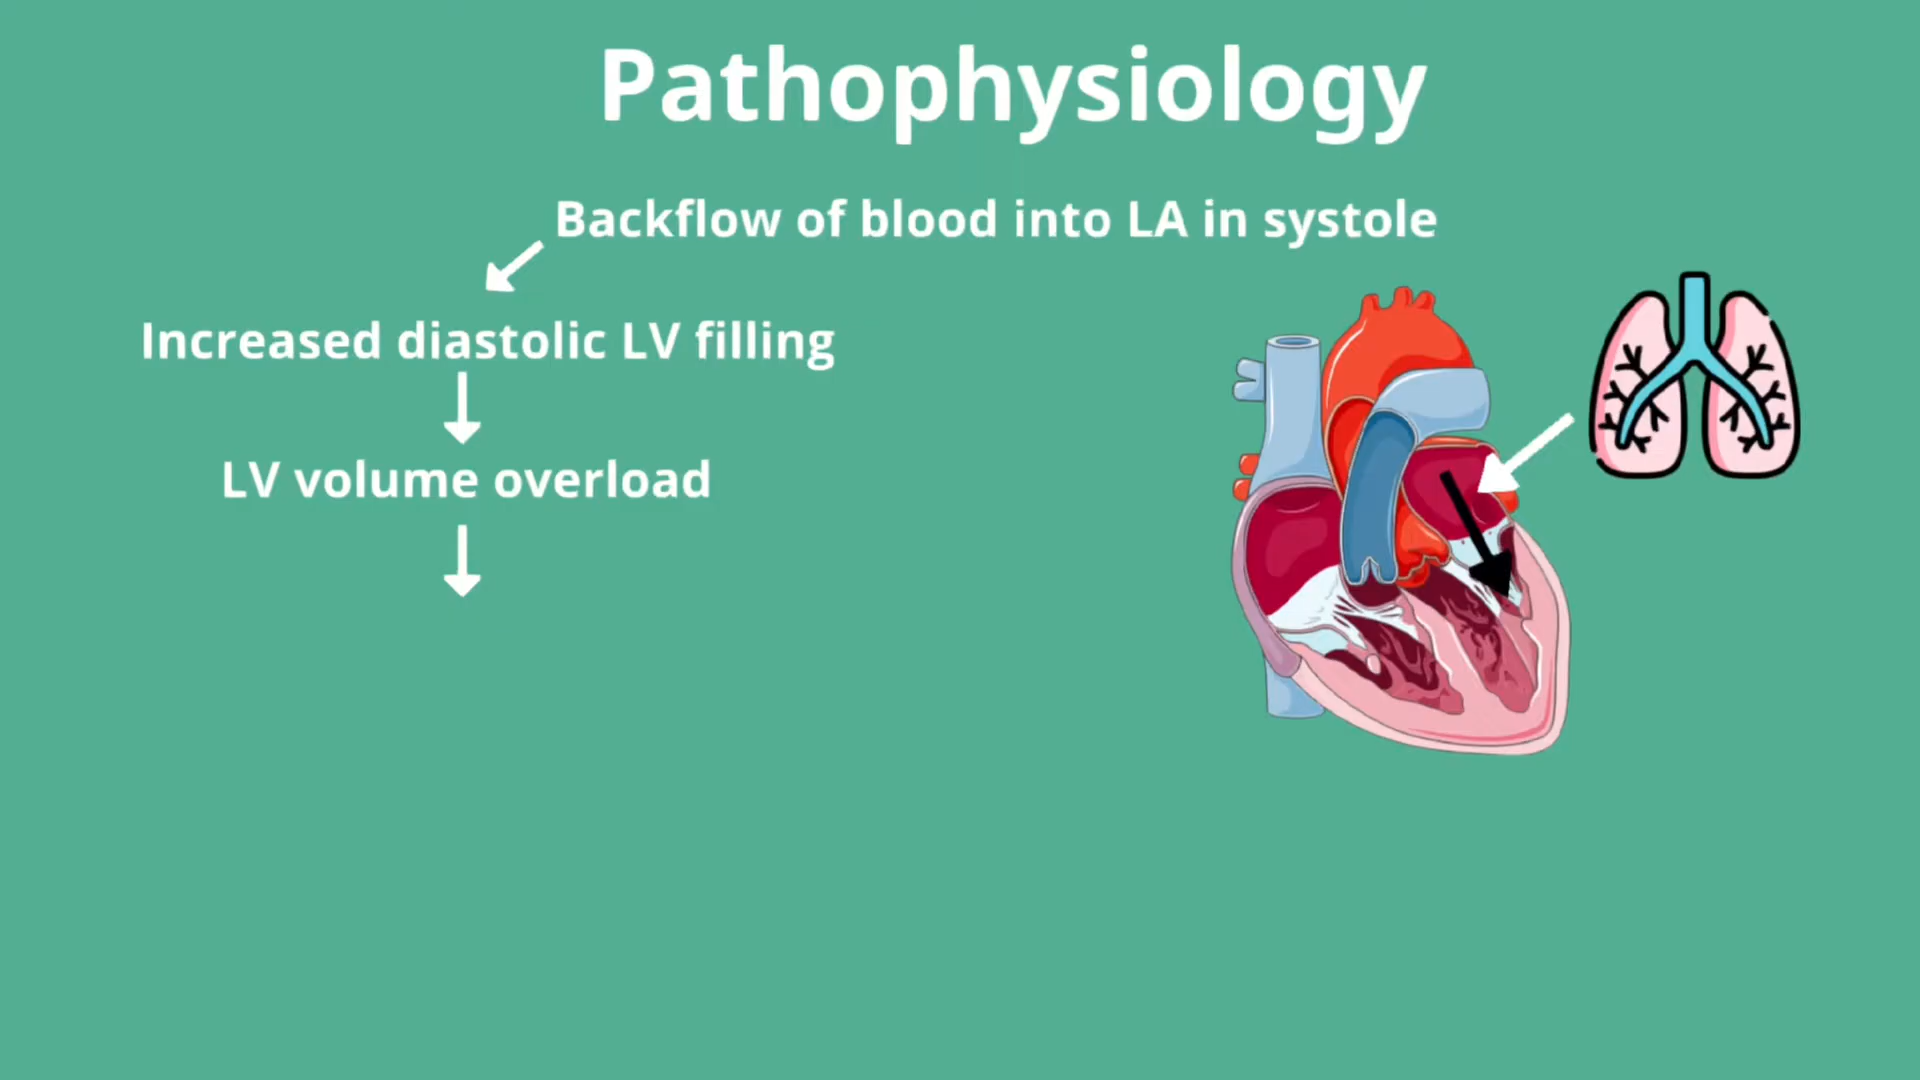 Pathophysiology
Backflow of blood into LA in systole
Increased diastolic LV filling
LV volume overload